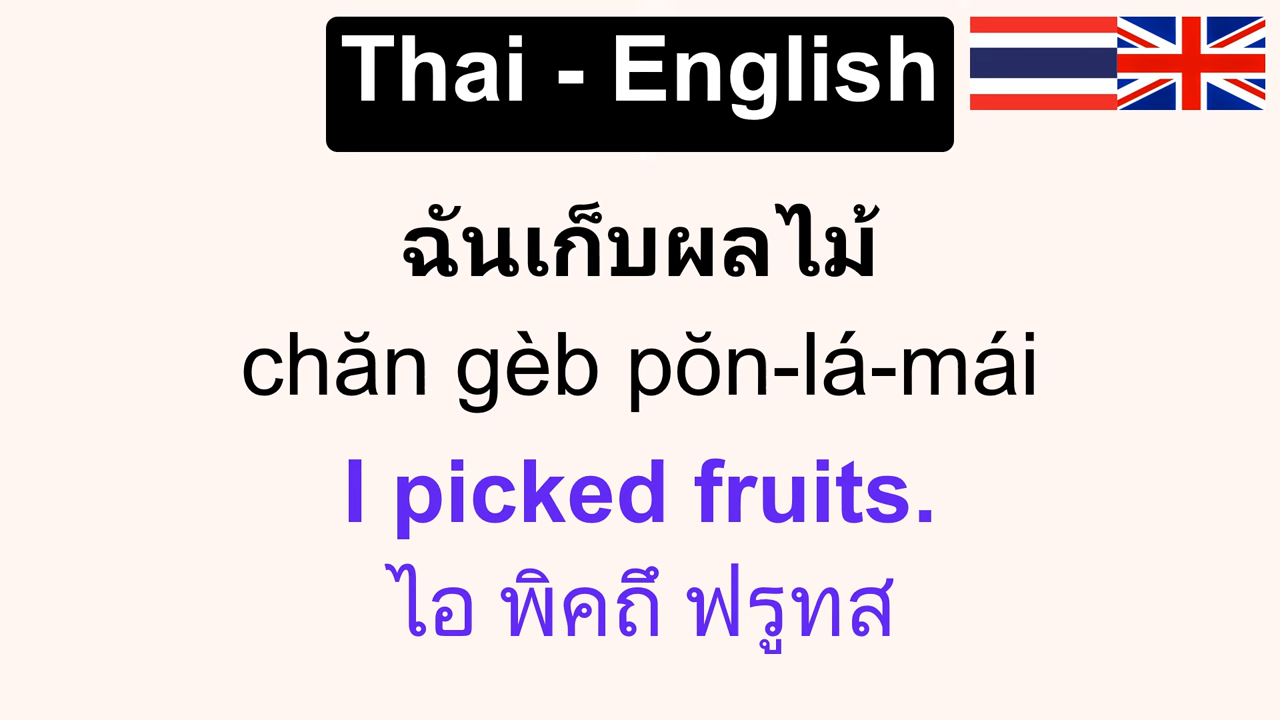 Thai - English
ฉันเก็บผลไม้
chăn gèb pŏn-lá-mái
I picked fruits.
ไอ พิคถึ ฟรูทส